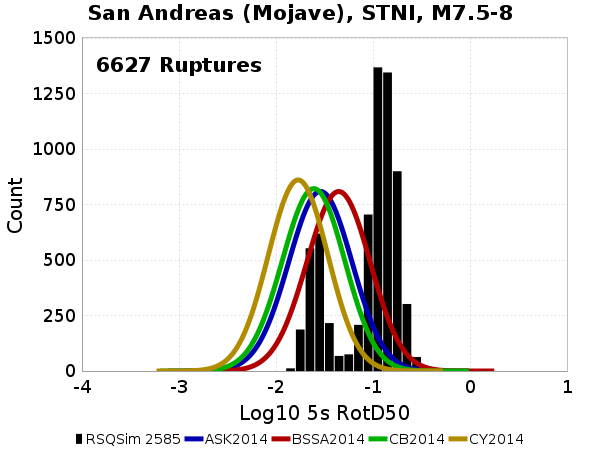 San Andreas (Mojave), STNI, M7.5-8
1500
6627 Ruptures
1250
1000
750
500
250
0
Count
-4 -3 -2 -1 0 1
Log10 5s RotD50
RSQSim 2585 ASK2014 BSSA2014 CB2014 CY2014